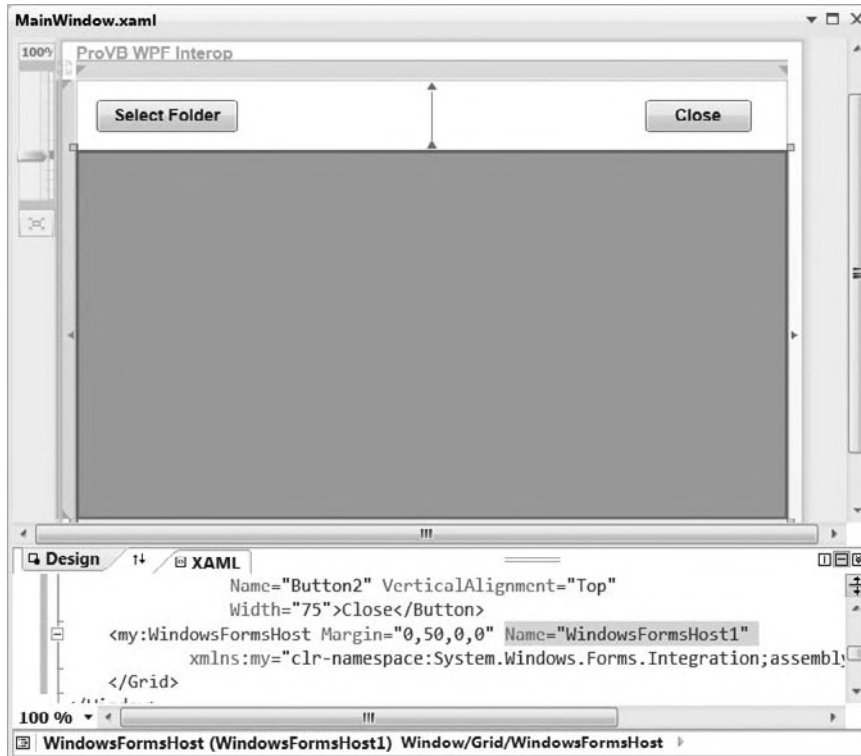 MainWindow.xaml
100%
ProVB WPF Interop
Select Folder
Close
Design
XAML
Name="Button2" VerticalAlignment="Top"
Width="75">Close</Button>
<my:WindowsFormsHost Margin="0,50,0,0" Name="WindowsFormsHost1"
xmlns:my="clr-namespace:System.Windows.Forms.Integration;assembly
</Grid>
100 %
WindowsFormsHost (WindowsFormsHost1) Window/Grid/WindowsFormsHost